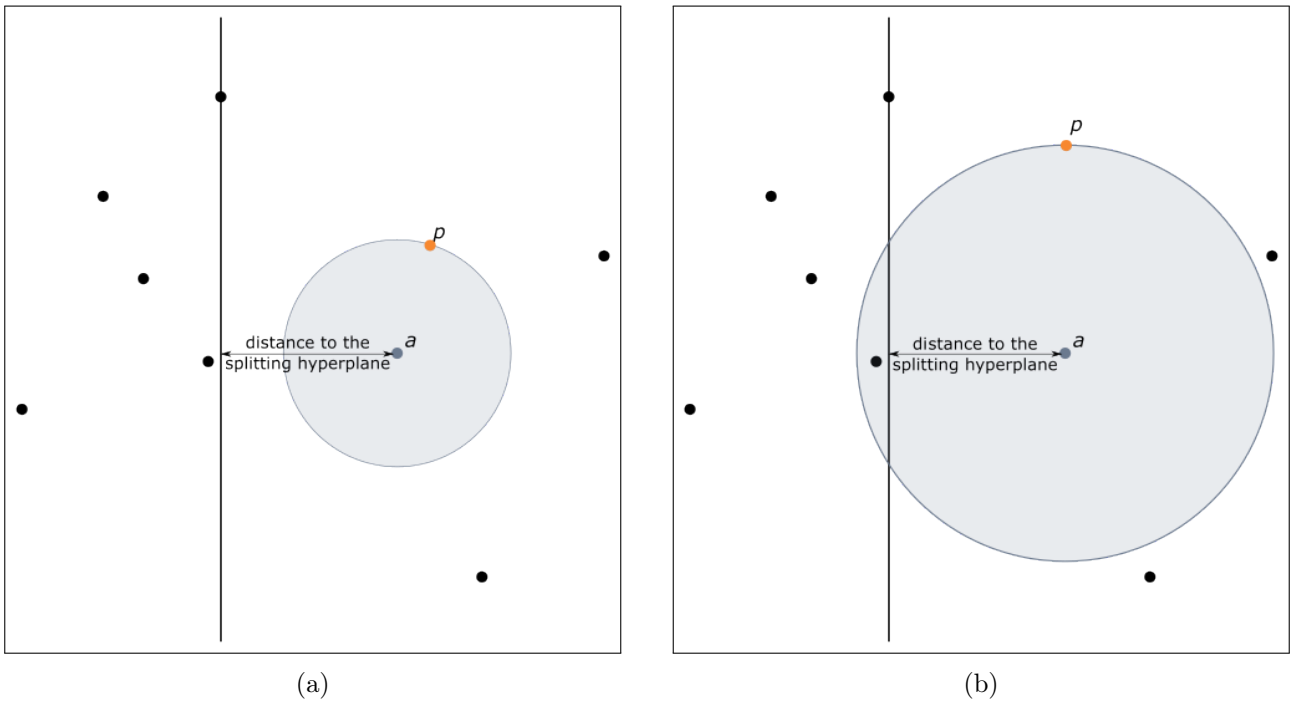 p
a
distance to the
splitting hyperplane
(a)
p
a
distance to the
splitting hyperplane
(b)